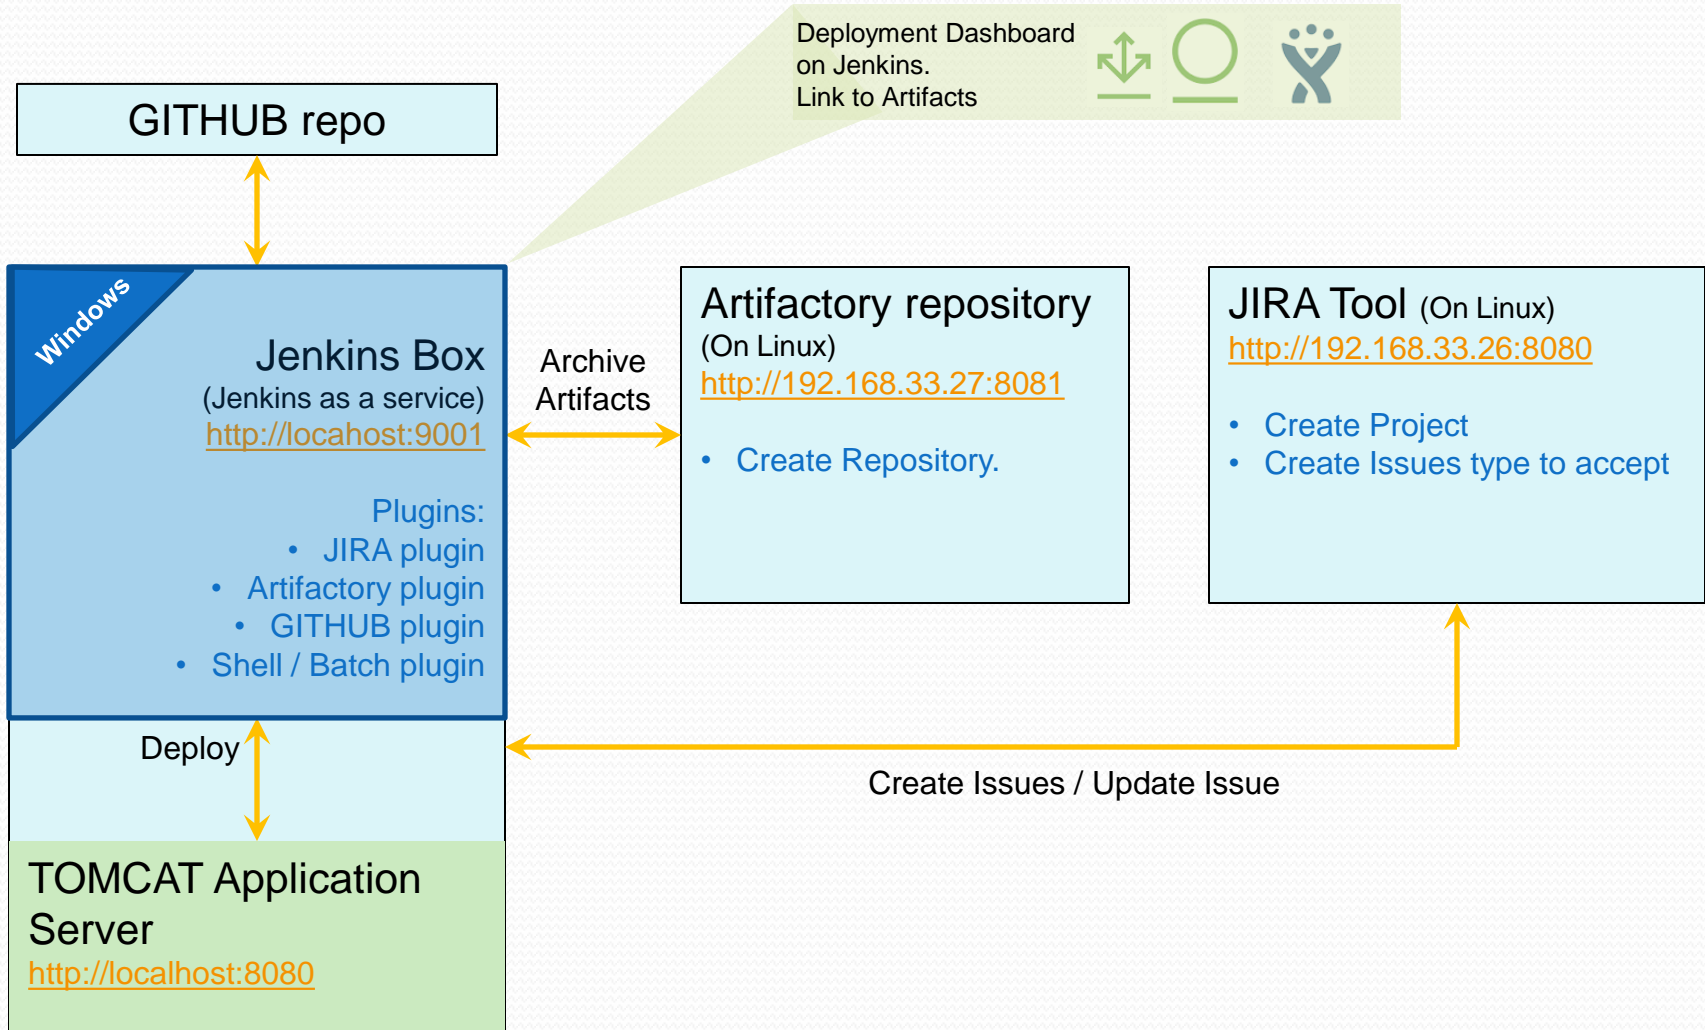 Deployment Dashboard
on Jenkins.
Link to Artifacts
GITHUB repo
Windows
Jenkins Box
(Jenkins as a service)
http://locahost:9001
Plugins:
• JIRA plugin
• Artifactory plugin
• GITHUB plugin
• Shell / Batch plugin
Archive
Artifacts
Artifactory repository
(On Linux)
http://192.168.33.27:8081
• Create Repository.
JIRA Tool (On Linux)
http://192.168.33.26:8080
• Create Project
• Create Issues type to accept
Deploy
Create Issues / Update Issue
TOMCAT Application
Server
http://localhost:8080